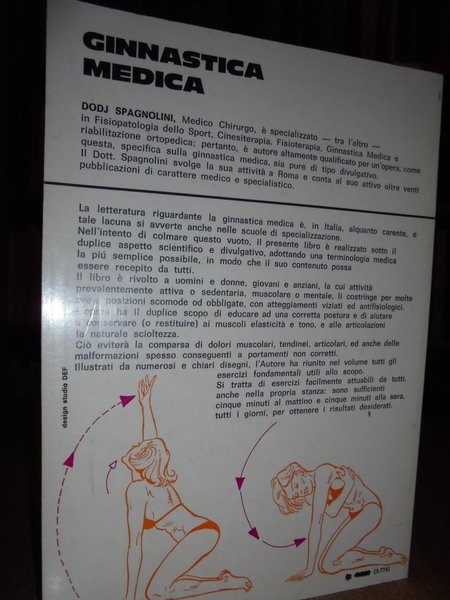 GINNASTICA
MEDICA
DODJ SPAGNOLINI, Medico Chirurgo, è specializzato — tra l'altro —
in Fisiopatologia dello Sport, Cinesiterapia, Fisioterapia, Ginnastica Medica e
riabilitazione ortopedica; pertanto, è autore altamente qualificato per un'opera, come
questa, specifica sulla ginnastica medica, sia pure di tipo divulgativo.
Il Dott. Spagnolini svolge la sua attività a Roma e conta al suo attivo oltre venti
pubblicazioni di carattere medico e specialistico.
La letteratura riguardante la ginnastica medica è, in Italia, alquanto carente, e
tale lacuna si avverte anche nelle scuole di specializzazione.
Nell'intento di colmare questo vuoto, il presente libro è realizzato sotto il
duplice aspetto scientifico e divulgativo, adottando una terminologia medica
la piú semplice possibile, in modo che il suo contenuto possa
essere recepito da tutti.
Il libro è rivolto a uomini e donne, giovani e anziani, la cui attività
prevalentemente attiva o sedentaria, muscolare o mentale, li costringe per molte
ore a posizioni scomode od obbligate, con atteggiamenti viziati ed antifisiologici.
L'opera ha il duplice scopo di educare ad una corretta postura e di aiutare
a conservare (o restituire) ai muscoli elasticità e tono, e alle articolazioni
la naturale scioltezza.
Ciò eviterà la comparsa di dolori muscolari, tendinei, articolari, ed anche delle
malformazioni spesso conseguenti a portamenti non corretti.
Illustrati da numerosi e chiari disegni, l'Autore ha riunito nel volume tutti gli
esercizi fondamentali utili allo scopo.
Si tratta di esercizi facilmente attuabili da tutti,
anche nella propria stanza: sono sufficienti
cinque minuti al mattino e cinque minuti alla sera,
tutti i giorni, per ottenere i risultati desiderati.
design studio DEF
(3.774)